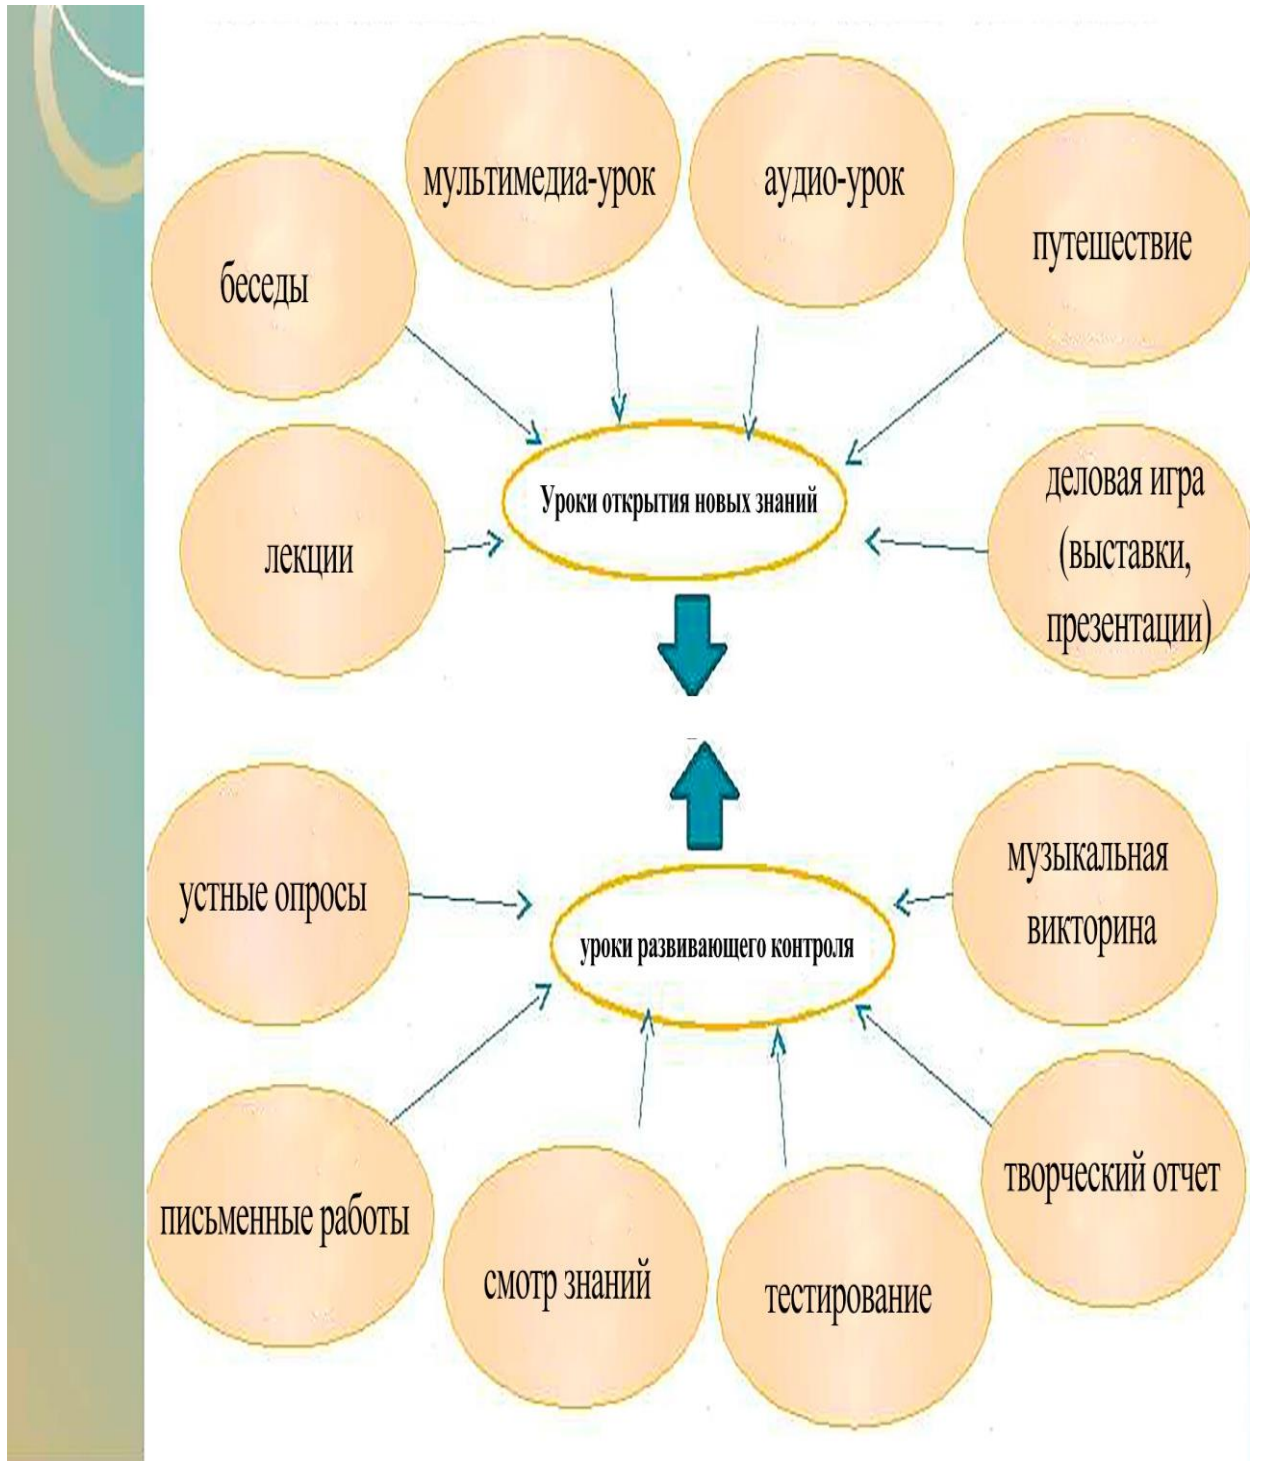 мультимедиа-урок
аудио-урок
путешествие
беседы
Уроки открытия новых знаний
деловая игра
(выставки,
презентации)
лекции
устные опросы
музыкальная
викторина
уроки развивающего контроля
письменные работы
смотр знаний
тестирование
творческий отчет